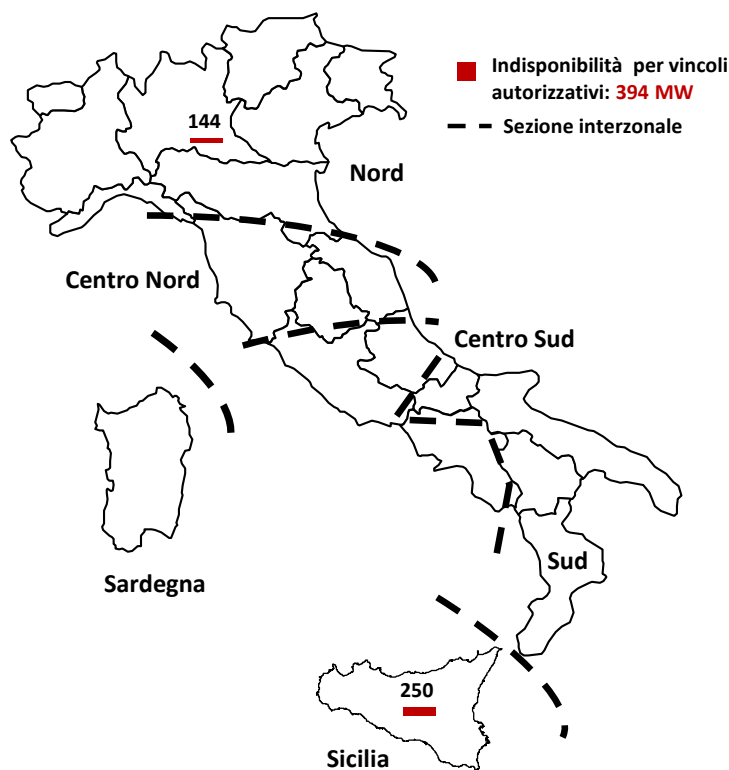 Indisponibilità per vincoli
autorizzativi: 394 MW
Sezione interzonale
144
Nord
Centro Nord
Centro Sud
Sardegna
Sud
250
Sicilia